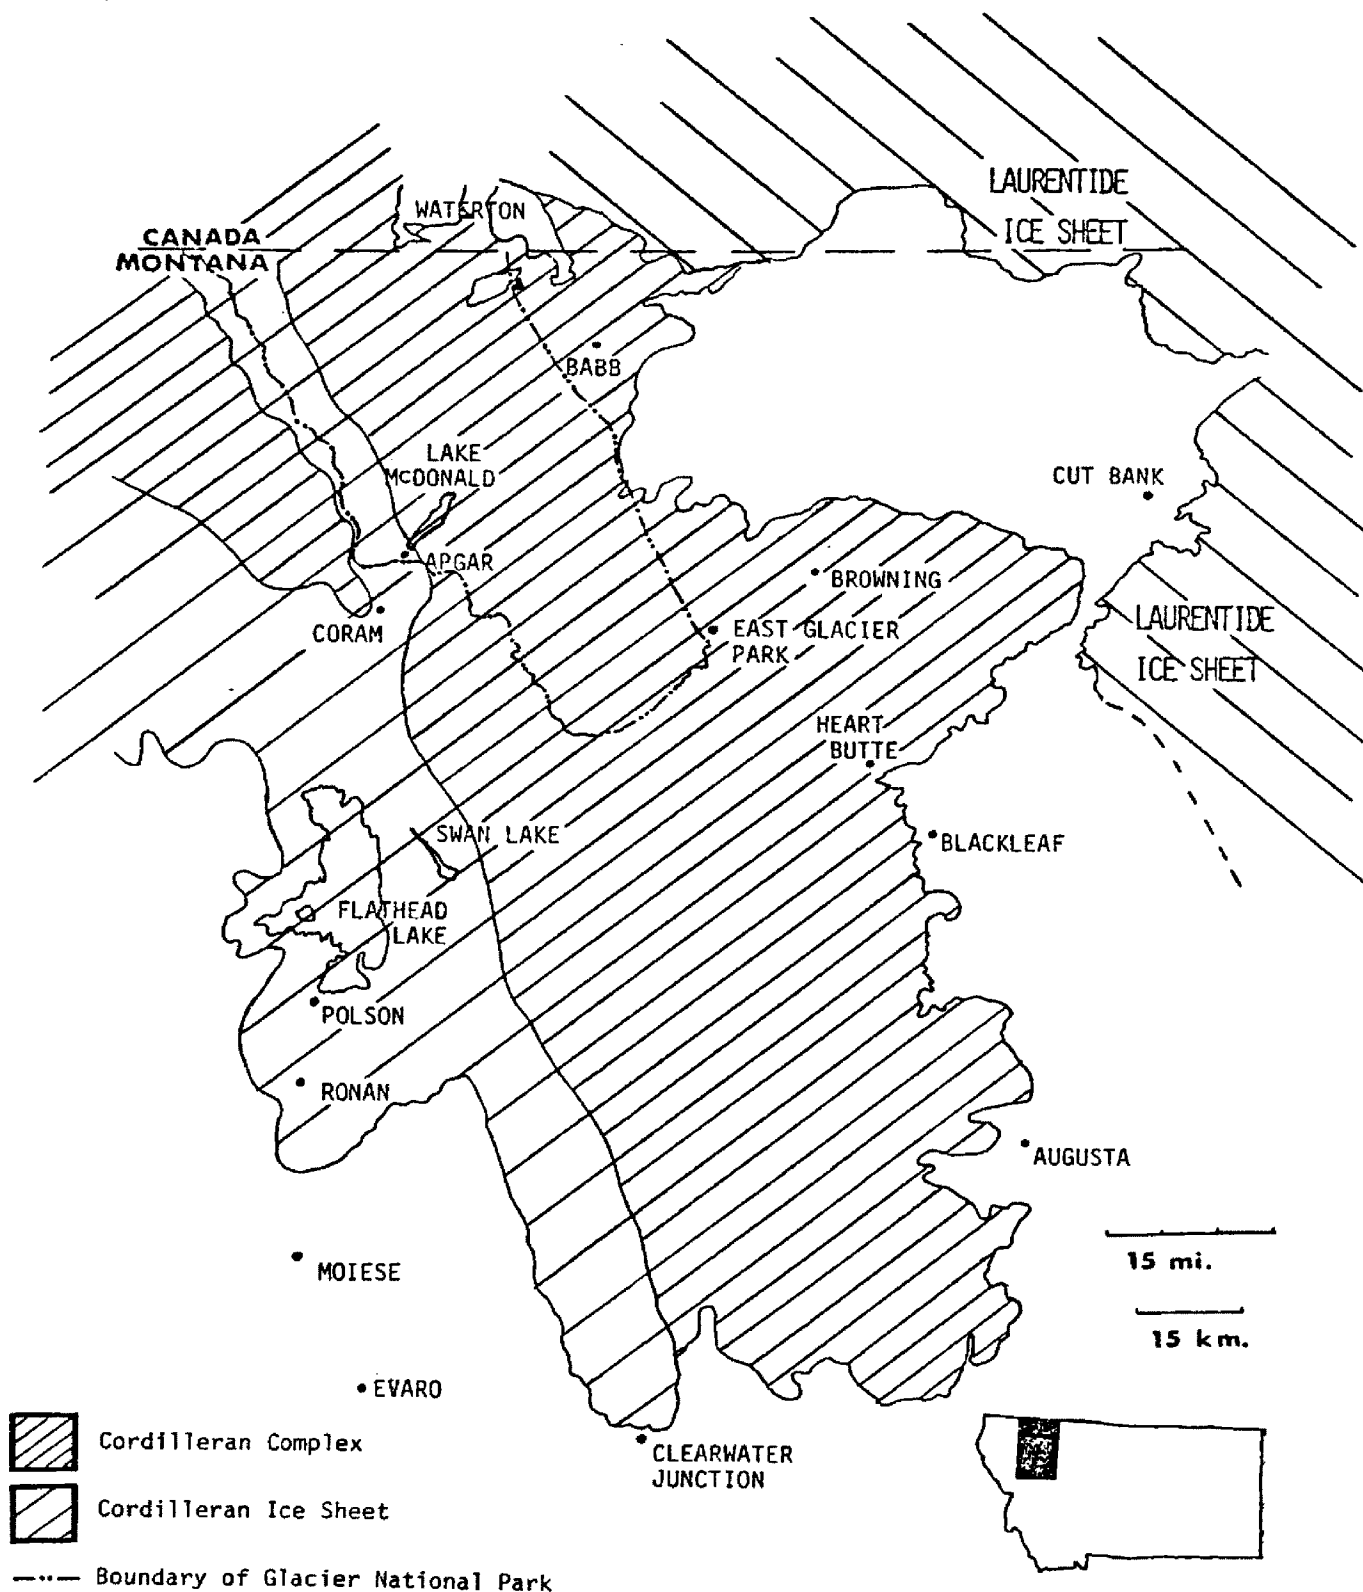 LAURENTIDE
ICE SHEET
WATERTON
CANADA
MONTANA
BABB
LAKE
McDONALD
CUT BANK
APGAR
BROWNING
CORAM
EAST GLACIER
PARK
LAURENTIDE
ICE SHEET
HEART
BUTTE
SWAN LAKE
BLACKLEAF
FLATHEAD
LAKE
POLSON
RONAN
AUGUSTA
15 mi.
MOIESE
15 km.
EVARO
CLEARWATER
JUNCTION
Cordilleran Complex
Cordilleran Ice Sheet
Boundary of Glacier National Park